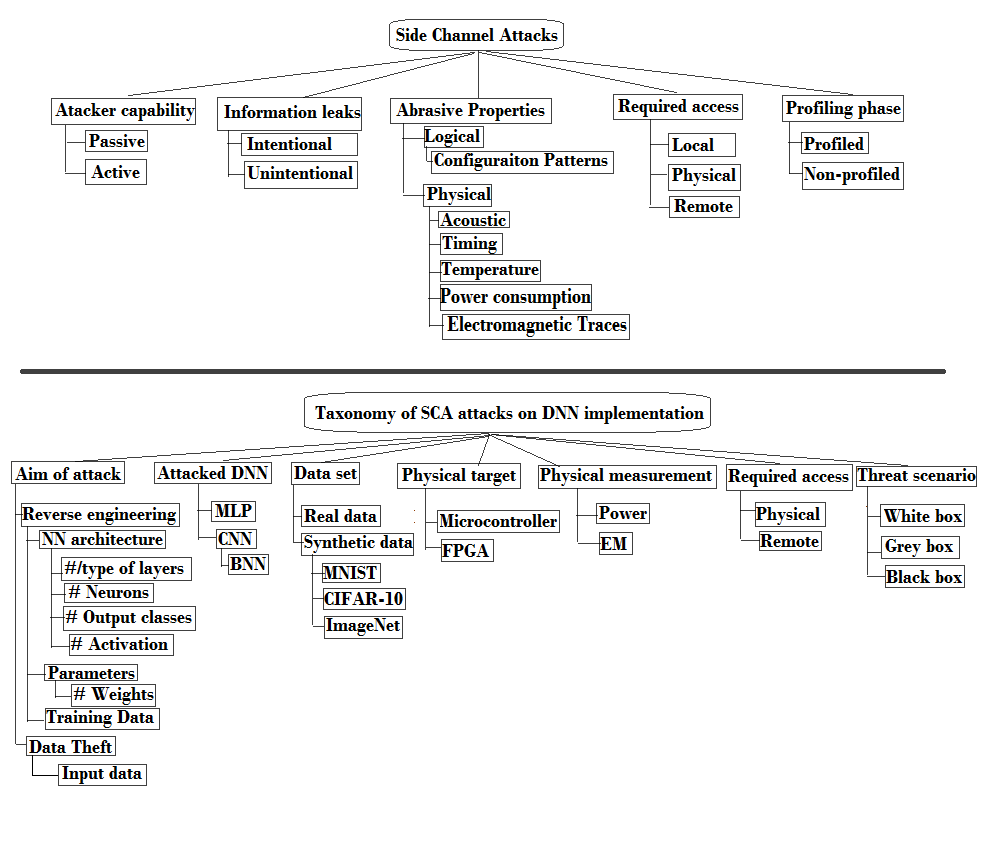 Side Channel Attacks
Atacker capability
Passive
Active
Information leaks
Intentional
Unintentional
Abrasive Properties
Logical
Configuraiton Patterns
Physical
Acoustic
Timing
Temperature
Power consumption
Electromagnetic Traces
Required access
Local
Physical
Remote
Profiling phase
Profiled
Non-profiled
Taxonomy of SCA attacks on DNN implementation
Aim of attack
Reverse engineering
NN architecture
#/type of layers
# Neurons
# Output classes
# Activation
Parameters
# Weights
Training Data
Data Theft
Input data
Attacked DNN
MLP
CNN
BNN
Data set
Real data
Synthetic data
MNIST
CIFAR-10
ImageNet
Physical target
Microcontroller
FPGA
Physical measurement
Power
EM
Required access
Physical
Remote
Threat scenario
White box
Grey box
Black box